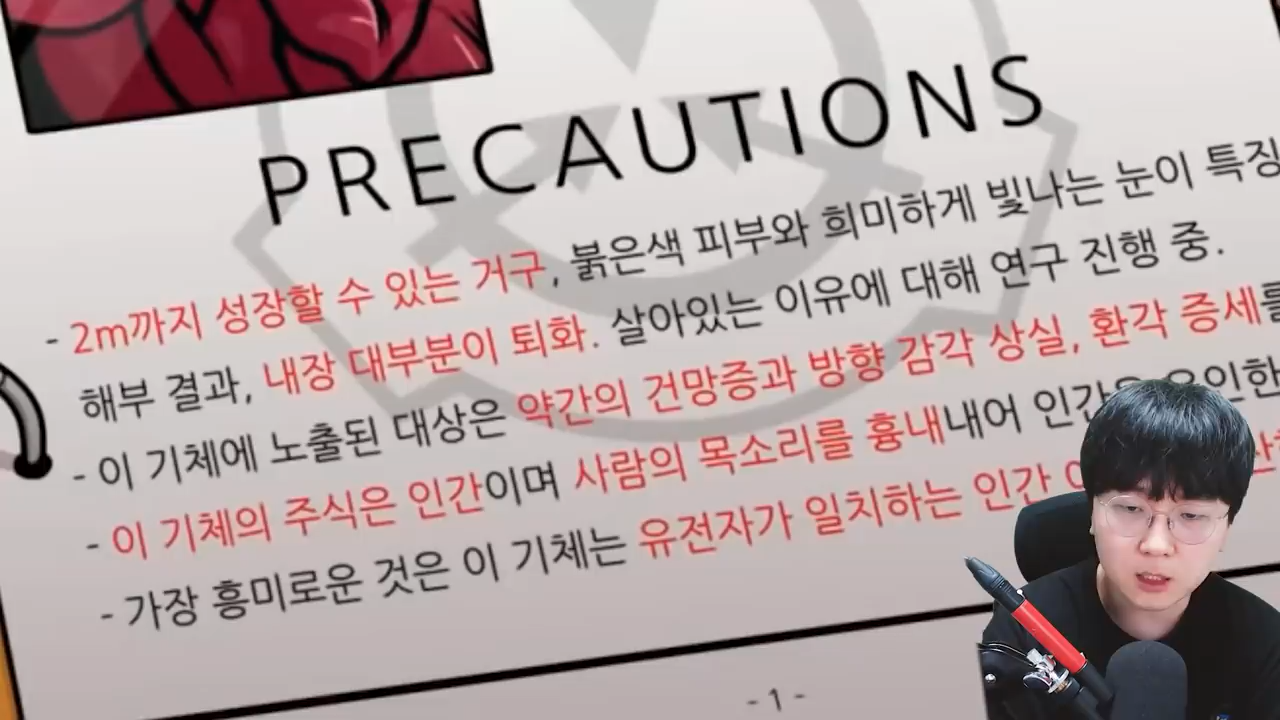 PRECAUTIONS
- 2m까지 성장할 수 있는 거구, 붉은색 피부와 희미하게 빛나는 눈이 특징
해부 결과, 내장 대부분이 퇴화. 살아있는 이유에 대해 연구 진행 중.
- 이 기체에 노출된 대상은 약간의 건망증과 방향 감각 상실, 환각 증세를
- 이 기체의 주식은 인간이며 사람의 목소리를 흉내내어 인간을 유인한
- 가장 흥미로운 것은 이 기체는 유전자가 일치하는 인간
- 1 -